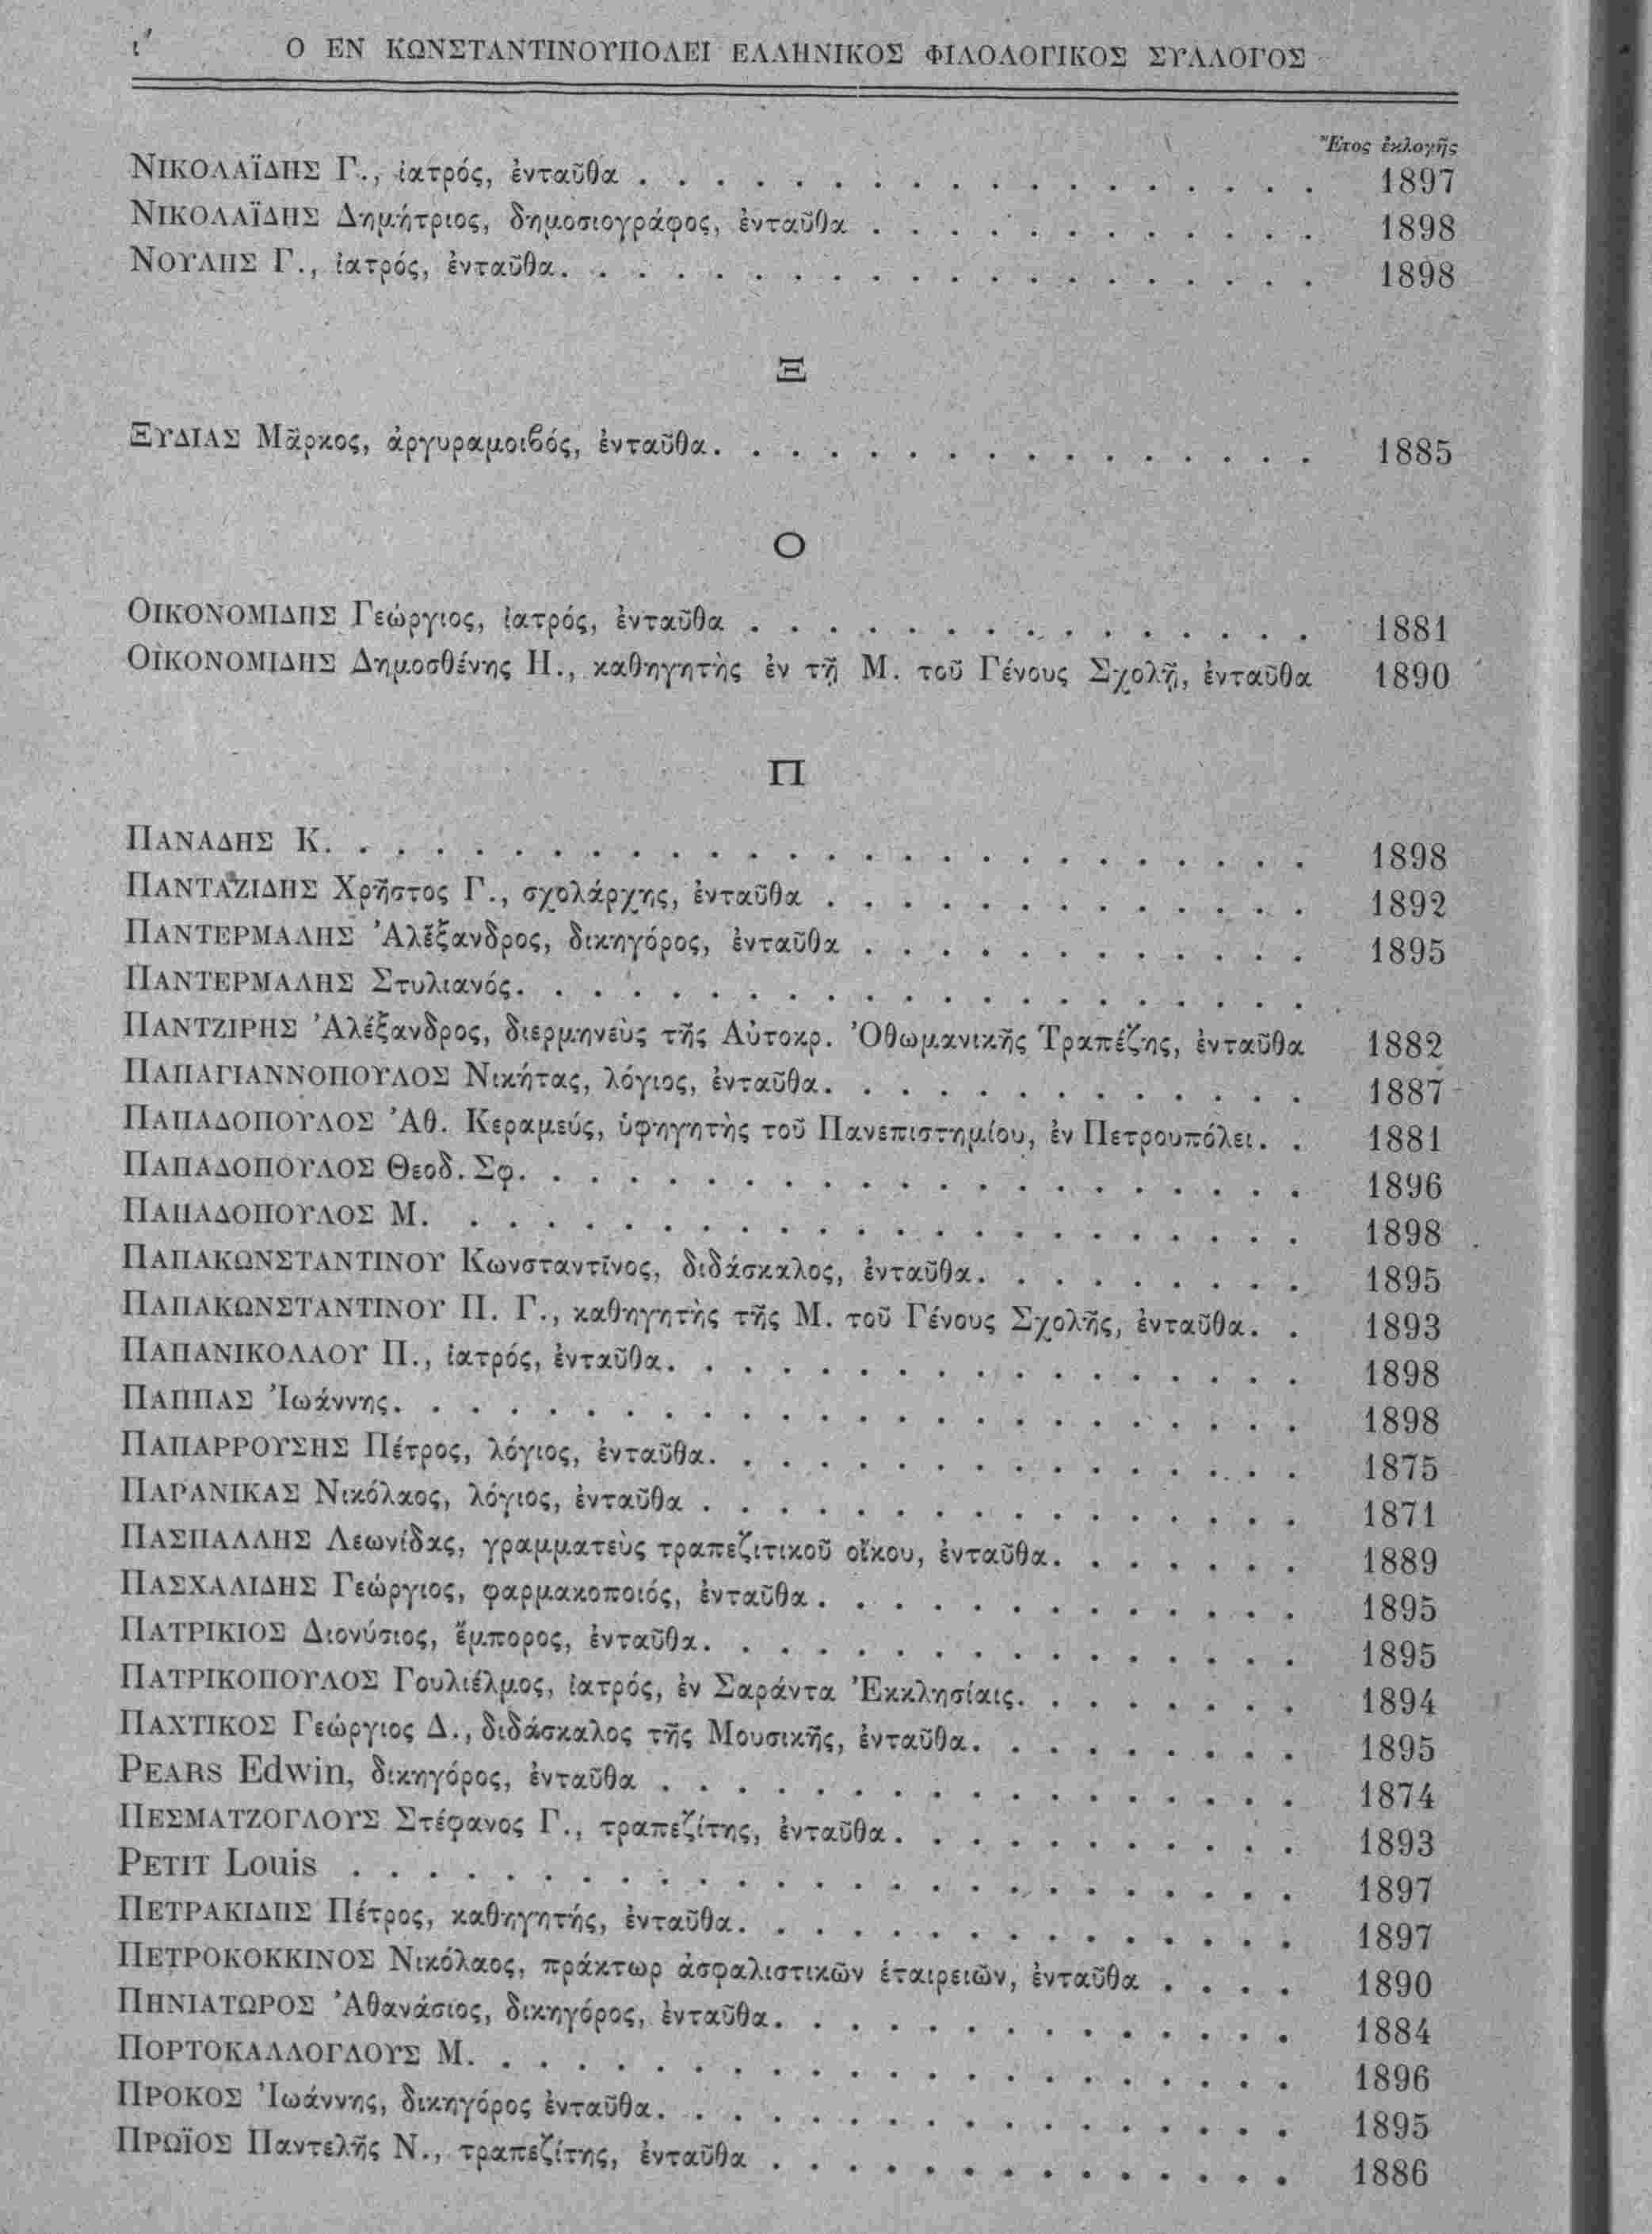 ι΄ Ο ΕΝ ΚΩΝΣΤΑΝΤΙΝΟΥΠΟΛΕΙ ΕΛΛΗΝΙΚΟΣ ΦΙΛΟΛΟΓΙΚΟΣ ΣΥΛΛΟΓΟΣ
Ἔτος ἐκλογῆς
ΝΙΚΟΛΑΪΔΗΣ Γ., ἰατρός, ἐνταῦθα . . . . . . . . . . . . . . . . . . 1897
ΝΙΚΟΛΑΪΔΗΣ Δημήτριος, δημοσιογράφος, ἐνταῦθα . . . . . . . . . . . . 1898
ΝΟΥΛΗΣ Γ., ἰατρός, ἐνταῦθα. . . . . . . . . . . . . . . . . . . . 1898
Ξ
ΞΥΔΙΑΣ Μᾶρκος, ἀργυραμοιβός, ἐνταῦθα. . . . . . . . . . . . . . . . 1885
Ο
ΟΙΚΟΝΟΜΙΔΗΣ Γεώργιος, ἰατρός, ἐνταῦθα . . . . . . . . . . . . . . . 1881
ΟΙΚΟΝΟΜΙΔΗΣ Δημοσθένης Η., καθηγητὴς ἐν τῇ Μ. τοῦ Γένους Σχολῇ, ἐνταῦθα 1890
Π
ΠΑΝΑΔΗΣ Κ. . . . . . . . . . . . . . . . . . . . . . . . . . 1898
ΠΑΝΤΑΖΙΔΗΣ Χρῆστος Γ., σχολάρχης, ἐνταῦθα . . . . . . . . . . . . . 1892
ΠΑΝΤΕΡΜΑΛΗΣ Ἀλέξανδρος, δικηγόρος, ἐνταῦθα . . . . . . . . . . . . 1895
ΠΑΝΤΕΡΜΑΛΗΣ Στυλιανός. . . . . . . . . . . . . . . . . . . . .
ΠΑΝΤΖΙΡΗΣ Ἀλέξανδρος, διερμηνεὺς τῆς Αὐτοκρ. Ὀθωμανικῆς Τραπέζης, ἐνταῦθα 1882
ΠΑΠΑΓΙΑΝΝΟΠΟΥΛΟΣ Νικήτας, λόγιος, ἐνταῦθα. . . . . . . . . . . . . 1887
ΠΑΠΑΔΟΠΟΥΛΟΣ Ἀθ. Κεραμεύς, ὑφηγητὴς τοῦ Πανεπιστημίου, ἐν Πετρουπόλει. . 1881
ΠΑΠΑΔΟΠΟΥΛΟΣ Θεοδ. Σφ. . . . . . . . . . . . . . . . . . . . . 1896
ΠΑΠΑΔΟΠΟΥΛΟΣ Μ. . . . . . . . . . . . . . . . . . . . . . . 1898
ΠΑΠΑΚΩΝΣΤΑΝΤΙΝΟΥ Κωνσταντῖνος, διδάσκαλος, ἐνταῦθα. . . . . . . . . 1895
ΠΑΠΑΚΩΝΣΤΑΝΤΙΝΟΥ Π. Γ., καθηγητὴς τῆς Μ. τοῦ Γένους Σχολῆς, ἐνταῦθα. . 1893
ΠΑΠΑΝΙΚΟΛΑΟΥ Π., ἰατρός, ἐνταῦθα. . . . . . . . . . . . . . . . . 1898
ΠΑΠΠΑΣ Ἰωάννης. . . . . . . . . . . . . . . . . . . . . . . . 1898
ΠΑΠΑΡΡΟΥΣΗΣ Πέτρος, λόγιος, ἐνταῦθα. . . . . . . . . . . . . . . . 1875
ΠΑΡΑΝΙΚΑΣ Νικόλαος, λόγιος, ἐνταῦθα . . . . . . . . . . . . . . . . 1871
ΠΑΣΠΑΛΛΗΣ Λεωνίδας, γραμματεὺς τραπεζιτικοῦ οἴκου, ἐνταῦθα. . . . . . . 1889
ΠΑΣΧΑΛΙΔΗΣ Γεώργιος, φαρμακοποιός, ἐνταῦθα . . . . . . . . . . . . . 1895
ΠΑΤΡΙΚΙΟΣ Διονύσιος, ἔμπορος, ἐνταῦθα. . . . . . . . . . . . . . . . 1895
ΠΑΤΡΙΚΟΠΟΥΛΟΣ Γουλιέλμος, ἰατρός, ἐν Σαράντα Ἐκκλησίαις. . . . . . . . 1894
ΠΑΧΤΙΚΟΣ Γεώργιος Δ., διδάσκαλος τῆς Μουσικῆς, ἐνταῦθα. . . . . . . . . 1895
PEARS Edwin, δικηγόρος, ἐνταῦθα . . . . . . . . . . . . . . . . . 1874
ΠΕΣΜΑΤΖΟΓΛΟΥΣ Στέφανος Γ., τραπεζίτης, ἐνταῦθα. . . . . . . . . . . 1893
PETIT Louis . . . . . . . . . . . . . . . . . . . . . . . . . 1897
ΠΕΤΡΑΚΙΔΗΣ Πέτρος, καθηγητής, ἐνταῦθα. . . . . . . . . . . . . . . 1897
ΠΕΤΡΟΚΟΚΚΙΝΟΣ Νικόλαος, πράκτωρ ἀσφαλιστικῶν ἑταιρειῶν, ἐνταῦθα . . . . 1890
ΠΗΝΙΑΤΩΡΟΣ Ἀθανάσιος, δικηγόρος, ἐνταῦθα. . . . . . . . . . . . . . 1884
ΠΟΡΤΟΚΑΛΛΟΓΛΟΥΣ Μ. . . . . . . . . . . . . . . . . . . . . . 1896
ΠΡΟΚΟΣ Ἰωάννης, δικηγόρος ἐνταῦθα. . . . . . . . . . . . . . . . . 1895
ΠΡΩΪΟΣ Παντελῆς Ν., τραπεζίτης, ἐνταῦθα . . . . . . . . . . . . . . 1886